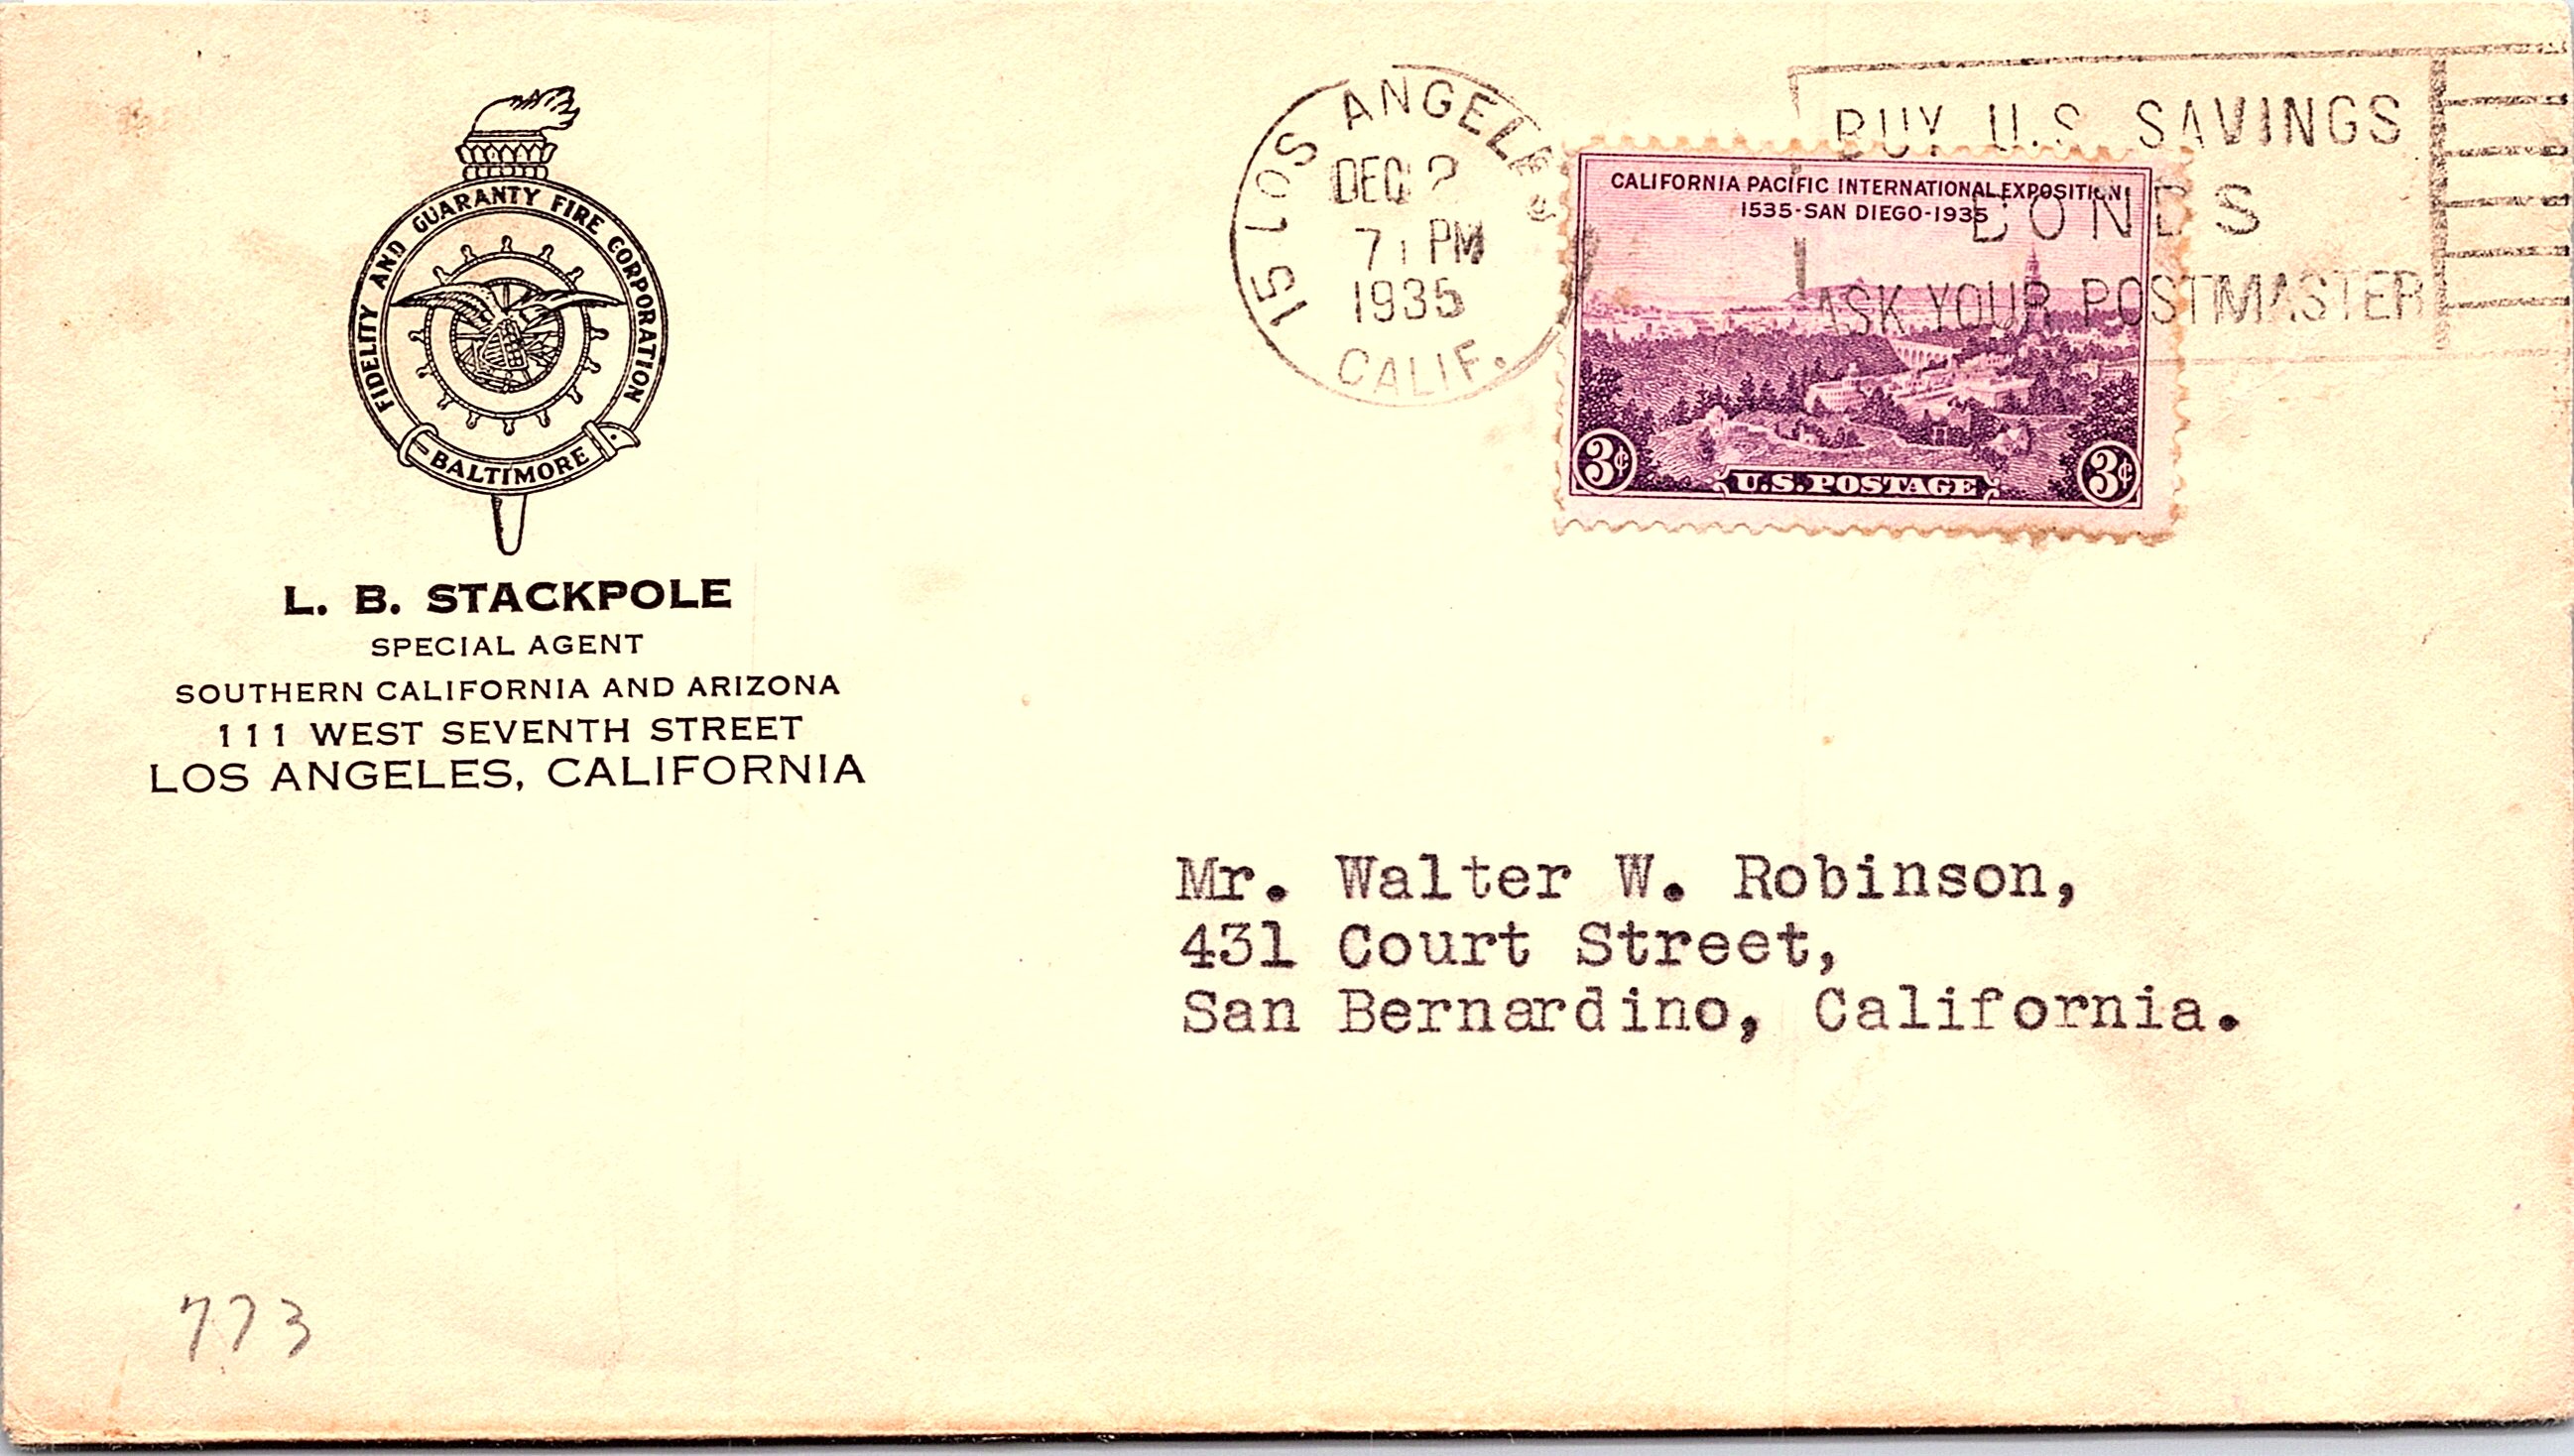 FIDELITY AND GUARANTY FIRE CORPORATION
BALTIMORE
L. B. STACKPOLE
SPECIAL AGENT
SOUTHERN CALIFORNIA AND ARIZONA
111 WEST SEVENTH STREET
LOS ANGELES, CALIFORNIA
15 LOS ANGELES
DEC 2
7 PM
1935
CALIF.
BUY U.S. SAVINGS
BONDS
ASK YOUR POSTMASTER
CALIFORNIA PACIFIC INTERNATIONAL EXPOSITION
1535-SAN DIEGO-1935
3¢
U.S. POSTAGE
3¢
Mr. Walter W. Robinson,
431 Court Street,
San Bernardino, California.
773